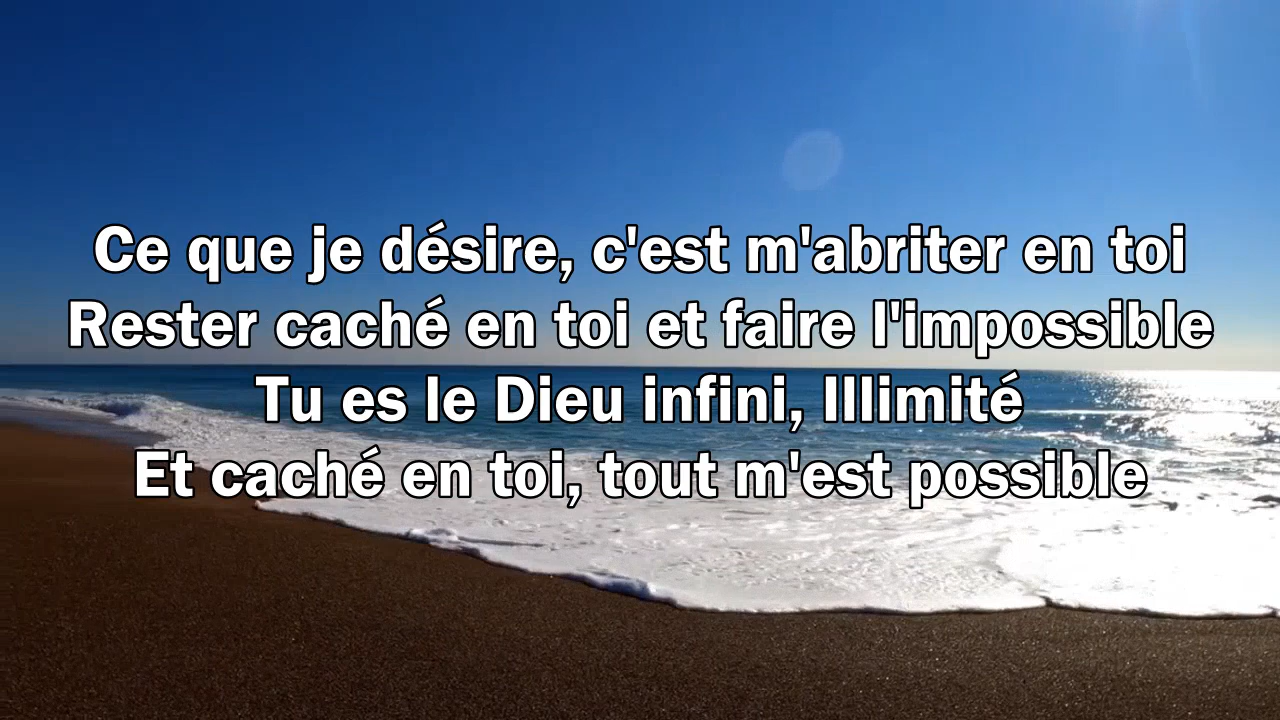 Ce que je désire, c'est m'abriter en toi
Rester caché en toi et faire l'impossible
Tu es le Dieu infini, Illimité
Et caché en toi, tout m'est possible